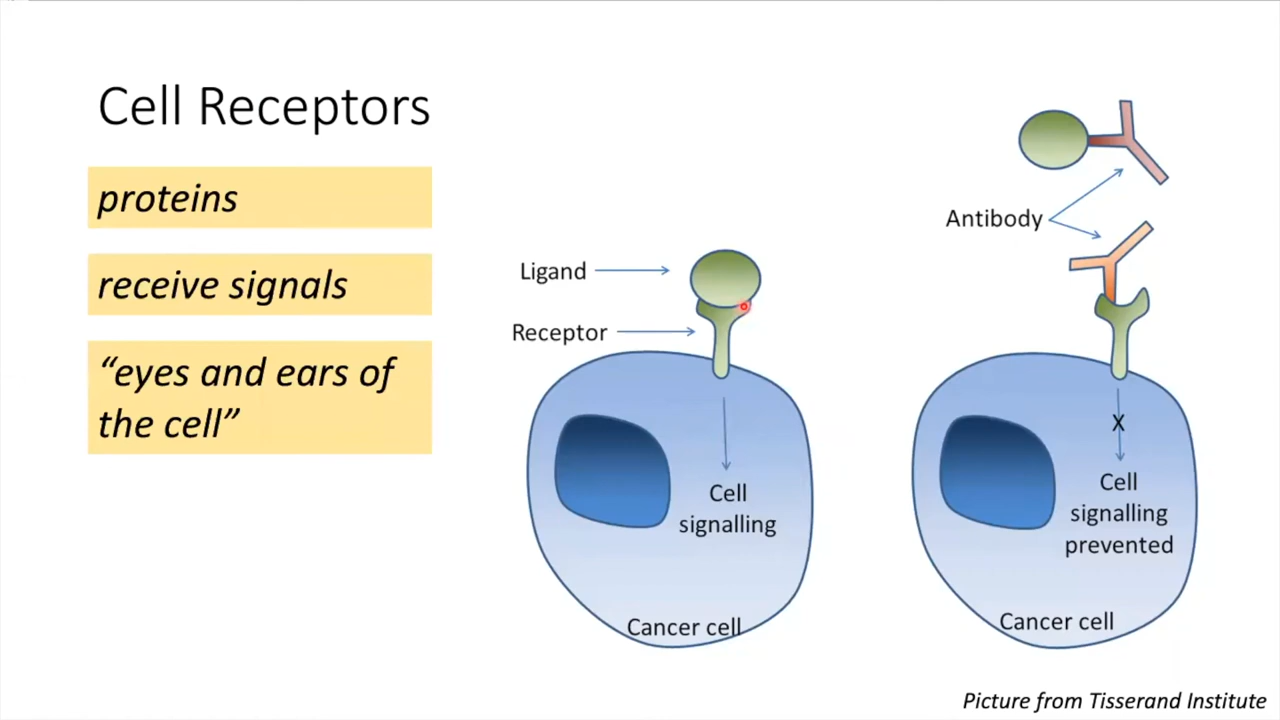 Cell Receptors
proteins
receive signals
“eyes and ears of
the cell”
Ligand
Receptor
Cell
signalling
Cancer cell
Antibody
X
Cell
signalling
prevented
Cancer cell
Picture from Tisserand Institute